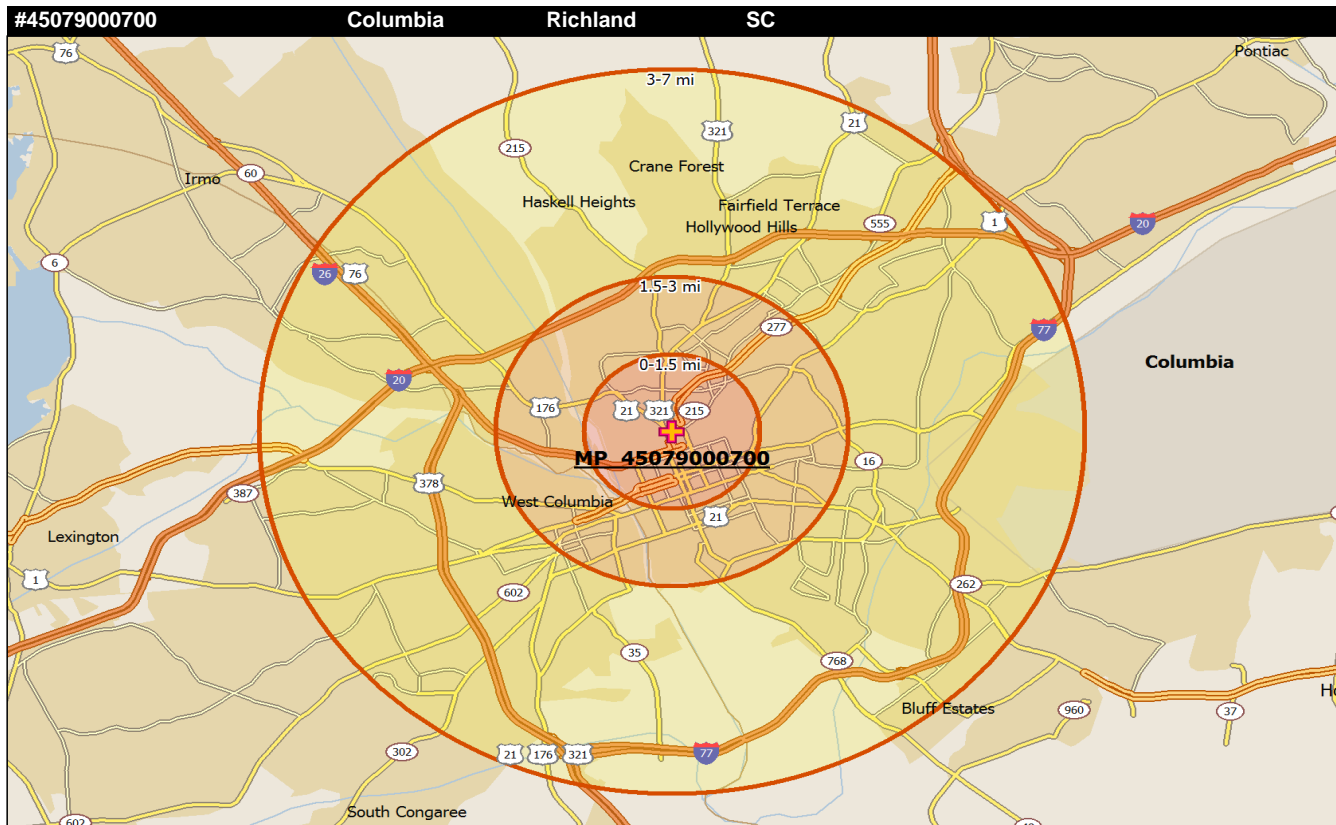 #45079000700 Columbia Richland SC
76
Pontiac
3-7 mi
21
321
215
Crane Forest
Irmo
60
Haskell Heights
Fairfield Terrace
555
1
20
Hollywood Hills
6
26
76
1.5-3 mi
277
77
0-1.5 mi
Columbia
20
176
21
321
215
MP 45079000700
16
378
387
West Columbia
21
Lexington
1
262
602
35
768
Bluff Estates
960
37
Ho
302
21
176
321
77
South Congaree
602